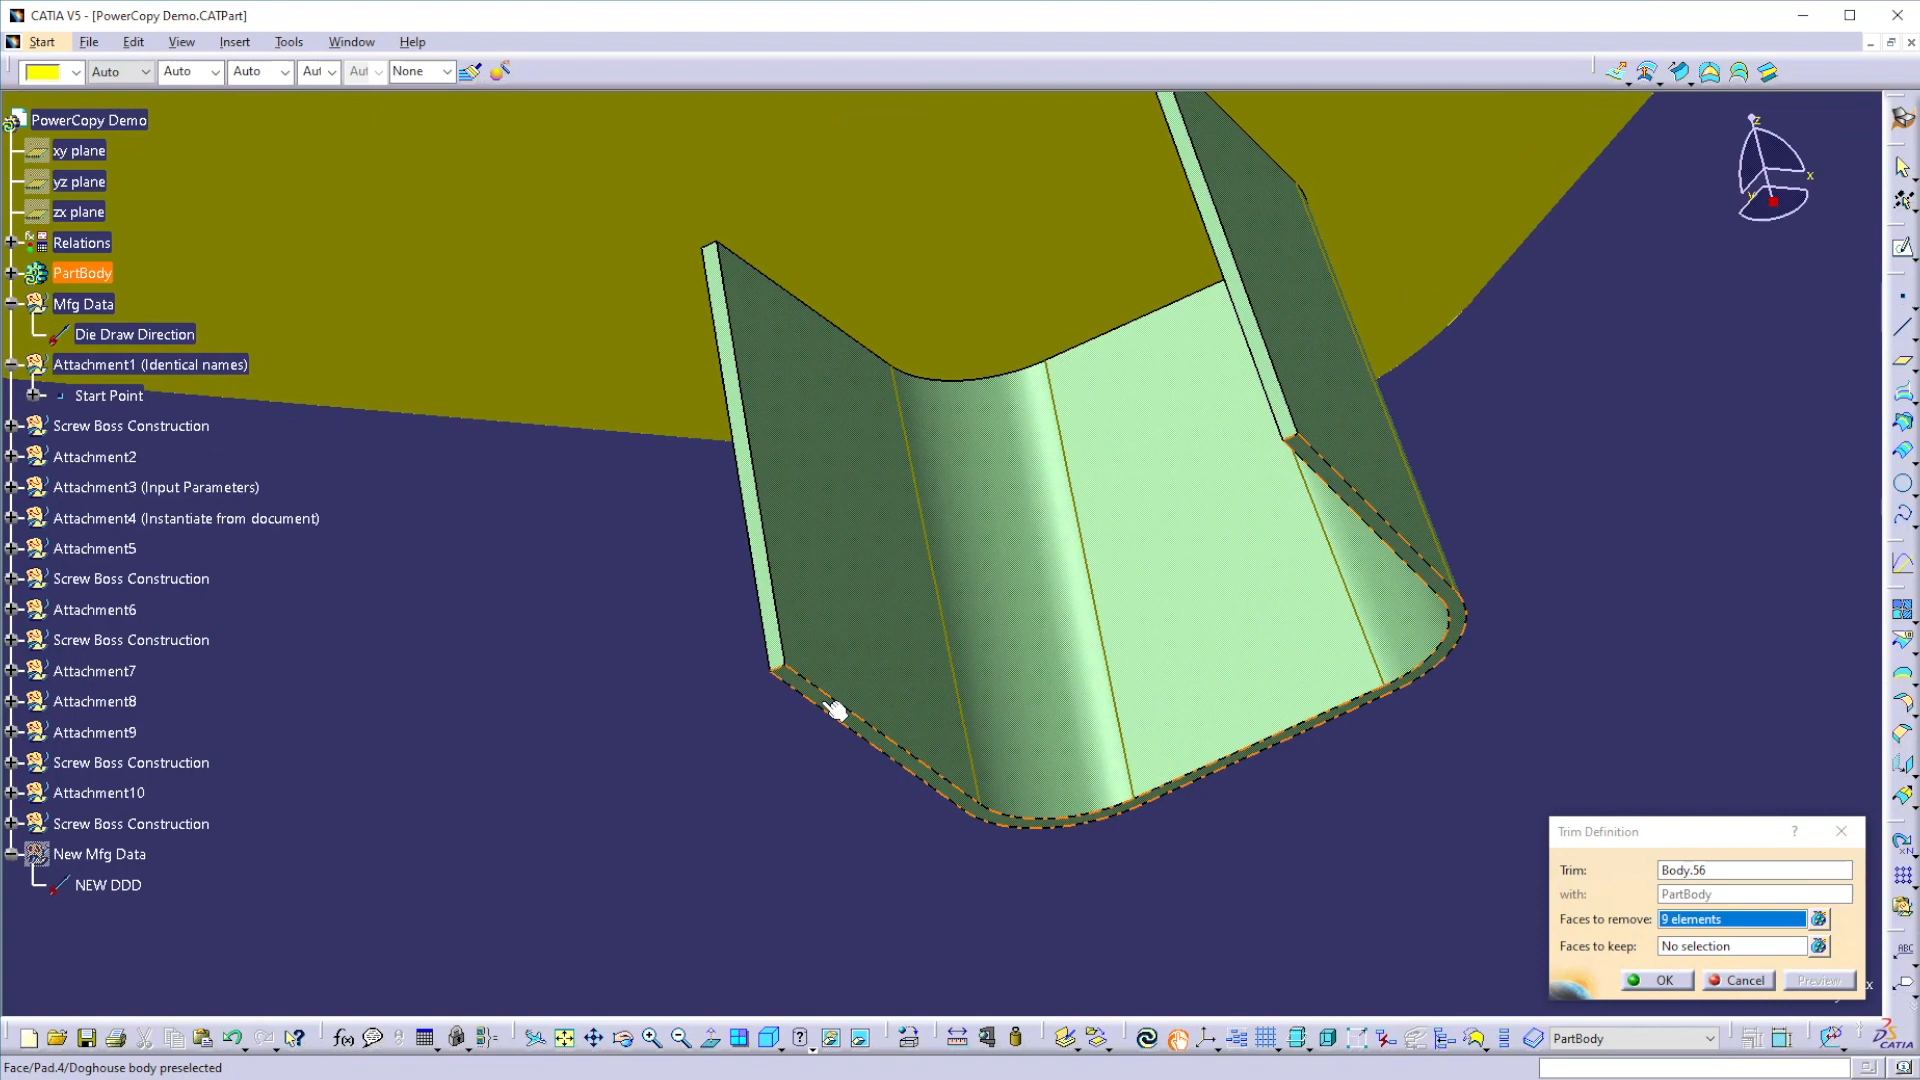 CATIA V5 - [PowerCopy Demo.CATPart]
Start File Edit View Insert Tools Window Help
Auto Auto Auto Aut Aut None
PowerCopy Demo
xy plane
yz plane
zx plane
Relations
PartBody
Mfg Data
Die Draw Direction
Attachment1 (Identical names)
Start Point
Screw Boss Construction
Attachment2
Attachment3 (Input Parameters)
Attachment4 (Instantiate from document)
Attachment5
Screw Boss Construction
Attachment6
Screw Boss Construction
Attachment7
Attachment8
Attachment9
Screw Boss Construction
Attachment10
Screw Boss Construction
New Mfg Data
NEW DDD
z
x
y
Trim Definition
Trim: Body.56
with: PartBody
Faces to remove: 9 elements
Faces to keep: No selection
OK Cancel Preview
x
PartBody
CATIA
Face/Pad.4/Doghouse body preselected